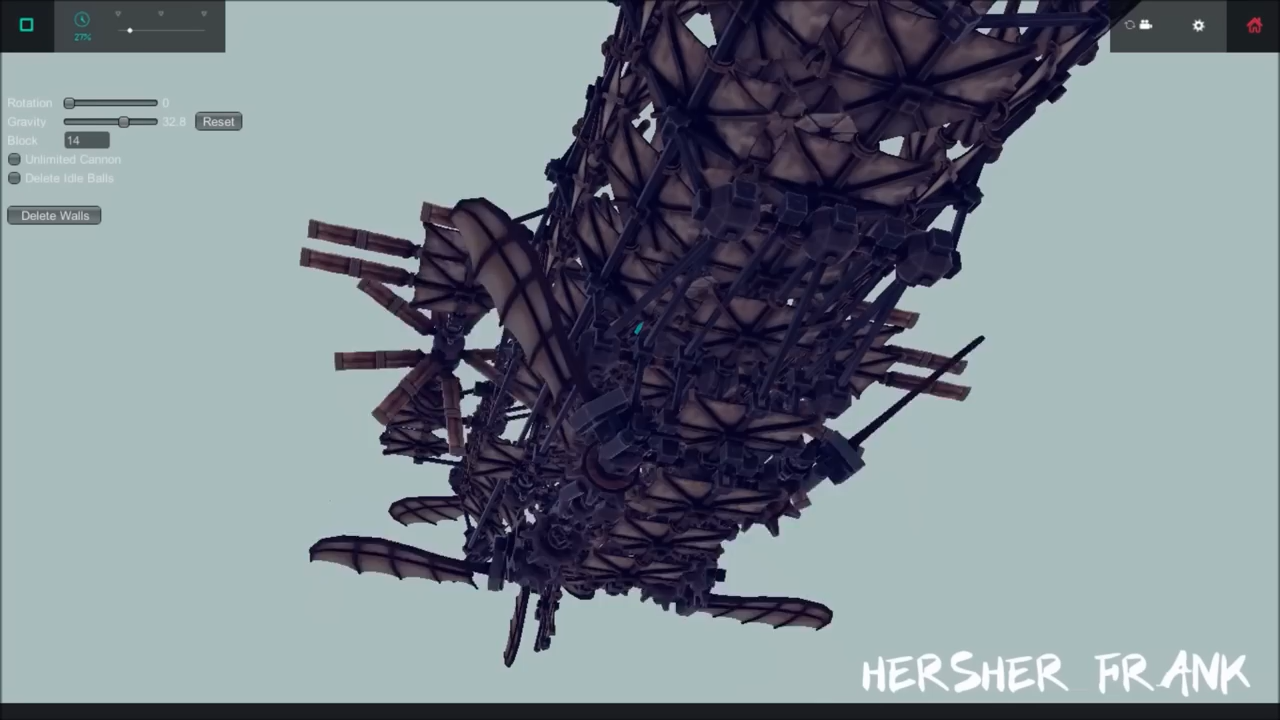 27%
Rotation 0
Gravity 32.8 Reset
Block 14
Unlimited Cannon
Delete Idle Balls
Delete Walls
HERSHER FRANK